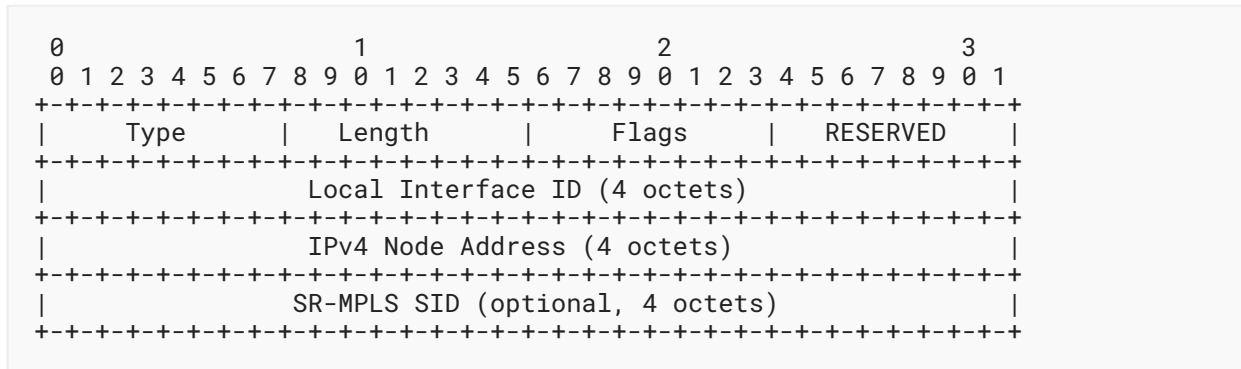 0                   1                   2                   3
 0 1 2 3 4 5 6 7 8 9 0 1 2 3 4 5 6 7 8 9 0 1 2 3 4 5 6 7 8 9 0 1
+-+-+-+-+-+-+-+-+-+-+-+-+-+-+-+-+-+-+-+-+-+-+-+-+-+-+-+-+-+-+-+-+
|     Type      |   Length      |     Flags     |   RESERVED    |
+-+-+-+-+-+-+-+-+-+-+-+-+-+-+-+-+-+-+-+-+-+-+-+-+-+-+-+-+-+-+-+-+
|                 Local Interface ID (4 octets)                 |
+-+-+-+-+-+-+-+-+-+-+-+-+-+-+-+-+-+-+-+-+-+-+-+-+-+-+-+-+-+-+-+-+
|                 IPv4 Node Address (4 octets)                  |
+-+-+-+-+-+-+-+-+-+-+-+-+-+-+-+-+-+-+-+-+-+-+-+-+-+-+-+-+-+-+-+-+
|                SR-MPLS SID (optional, 4 octets)               |
+-+-+-+-+-+-+-+-+-+-+-+-+-+-+-+-+-+-+-+-+-+-+-+-+-+-+-+-+-+-+-+-+